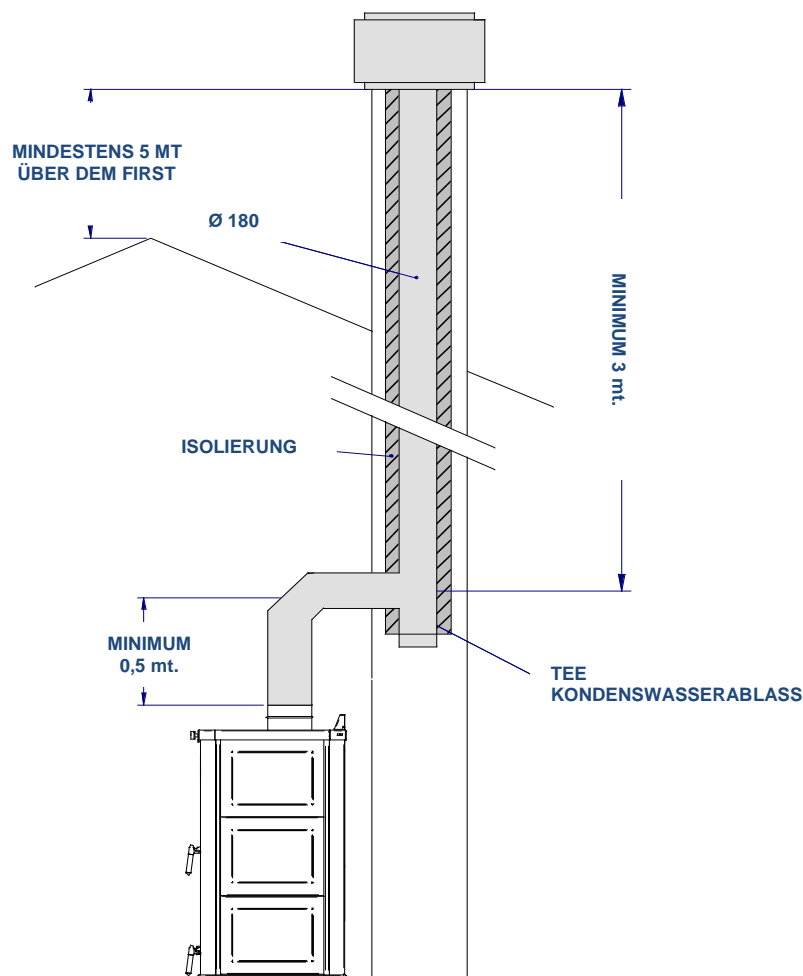 MINDESTENS 5 MT
ÜBER DEM FIRST
Ø 180
MINIMUM 3 mt.
ISOLIERUNG
MINIMUM
0,5 mt.
TEE
KONDENSWASSERABLASS